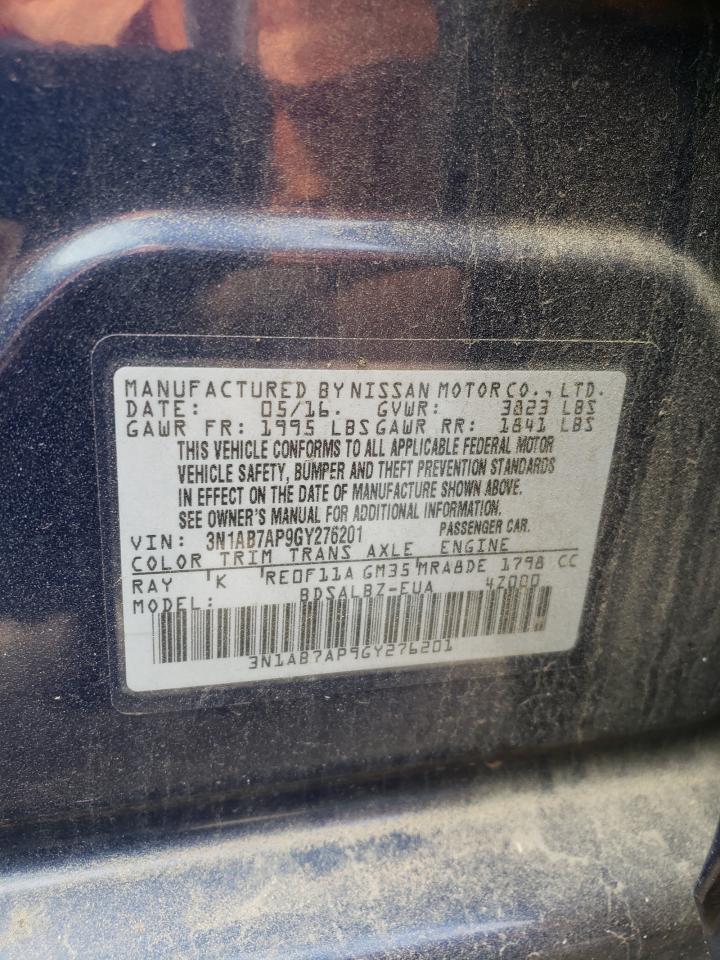 MANUFACTURED BY NISSAN MOTOR CO., LTD.
DATE: 05/16. GVWR: 3823 LBS
GAWR FR: 1995 LBS GAWR RR: 1841 LBS
THIS VEHICLE CONFORMS TO ALL APPLICABLE FEDERAL MOTOR
VEHICLE SAFETY, BUMPER AND THEFT PREVENTION STANDARDS
IN EFFECT ON THE DATE OF MANUFACTURE SHOWN ABOVE.
SEE OWNER'S MANUAL FOR ADDITIONAL INFORMATION.
VIN: 3N1AB7AP9GY276201 PASSENGER CAR.
COLOR TRIM TRANS AXLE ENGINE
RAY K RE0F11A GM35 MRA8DE 1798 CC
MODEL: BDSALBZ-EUA 4Z000
3N1AB7AP9GY276201